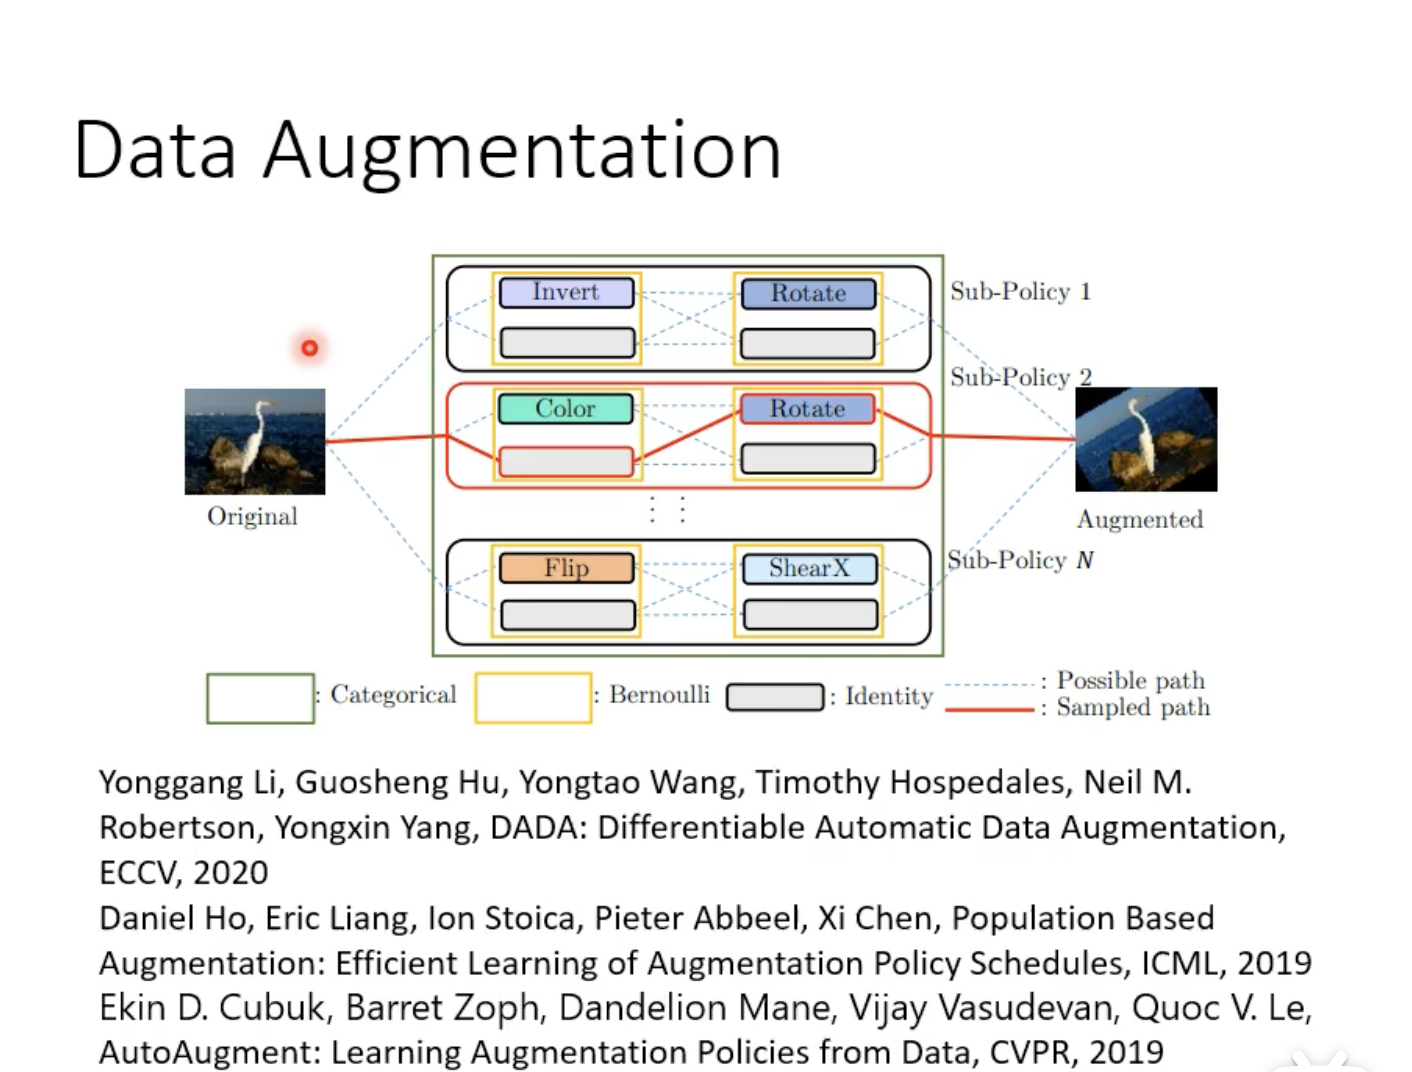 Data Augmentation
Invert
Rotate
Sub-Policy 1
Sub-Policy 2
Color
Rotate
Original
Augmented
Flip
ShearX
Sub-Policy N
: Categorical
: Bernoulli
: Identity
: Possible path
: Sampled path
Yonggang Li, Guosheng Hu, Yongtao Wang, Timothy Hospedales, Neil M.
Robertson, Yongxin Yang, DADA: Differentiable Automatic Data Augmentation,
ECCV, 2020
Daniel Ho, Eric Liang, Ion Stoica, Pieter Abbeel, Xi Chen, Population Based
Augmentation: Efficient Learning of Augmentation Policy Schedules, ICML, 2019
Ekin D. Cubuk, Barret Zoph, Dandelion Mane, Vijay Vasudevan, Quoc V. Le,
AutoAugment: Learning Augmentation Policies from Data, CVPR, 2019